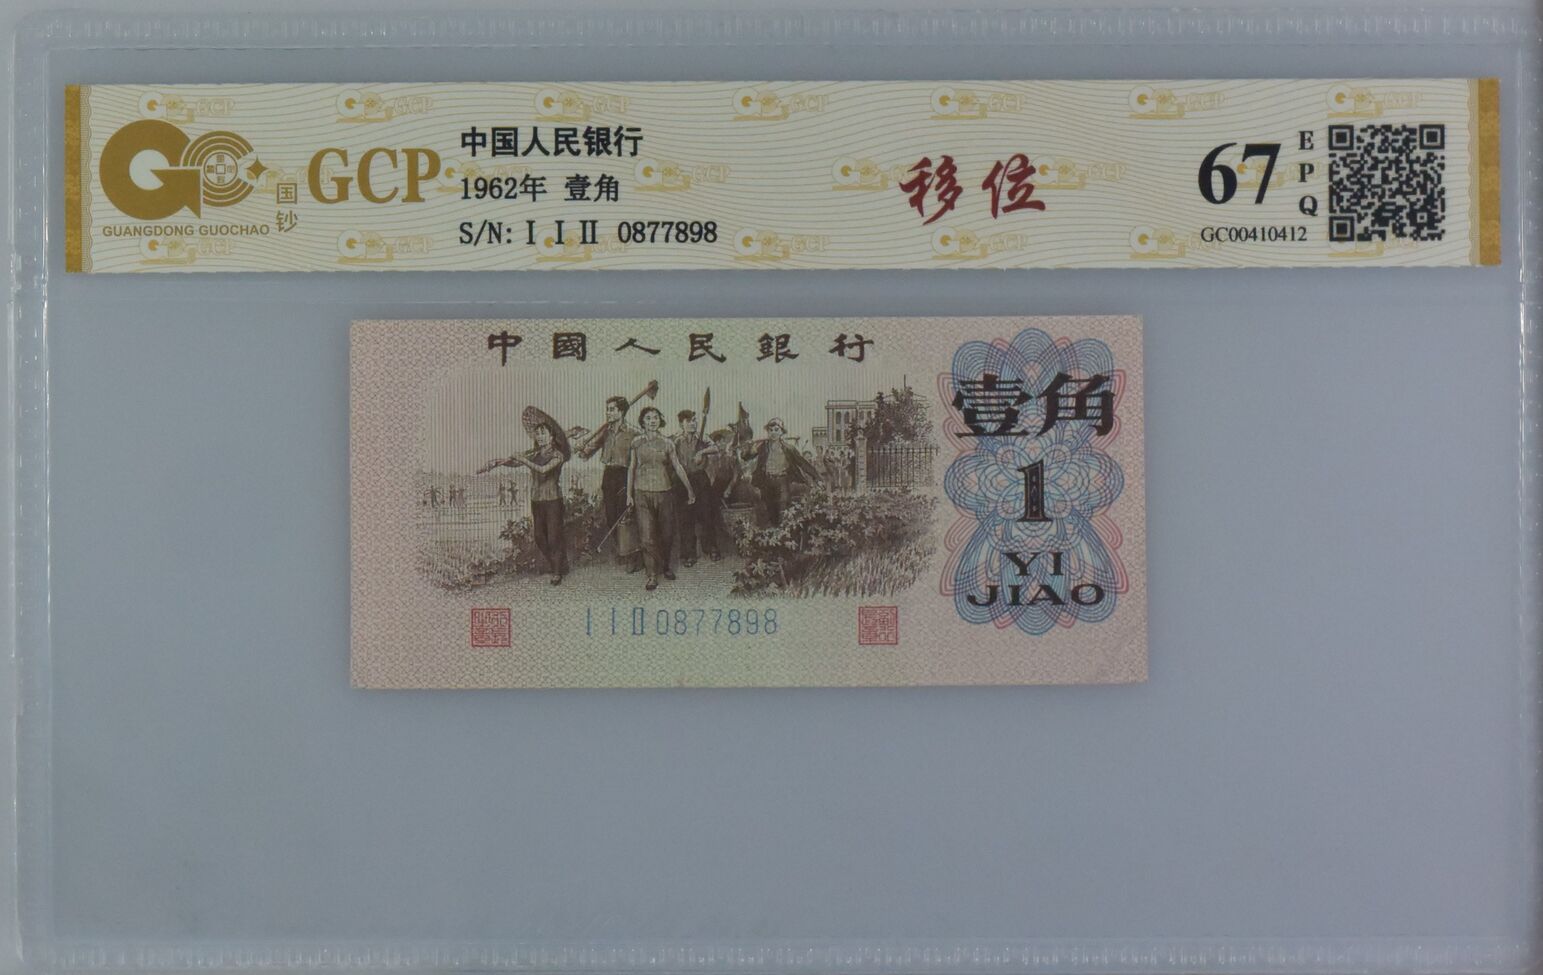 GCP
国钞
GUANGDONG GUOCHAO
中国人民银行
1962年 壹角
S/N: I I II 0877898
移位
67
EPQ
GC00410412
中國人民銀行
壹角
1
YI
JIAO
I I II 0877898